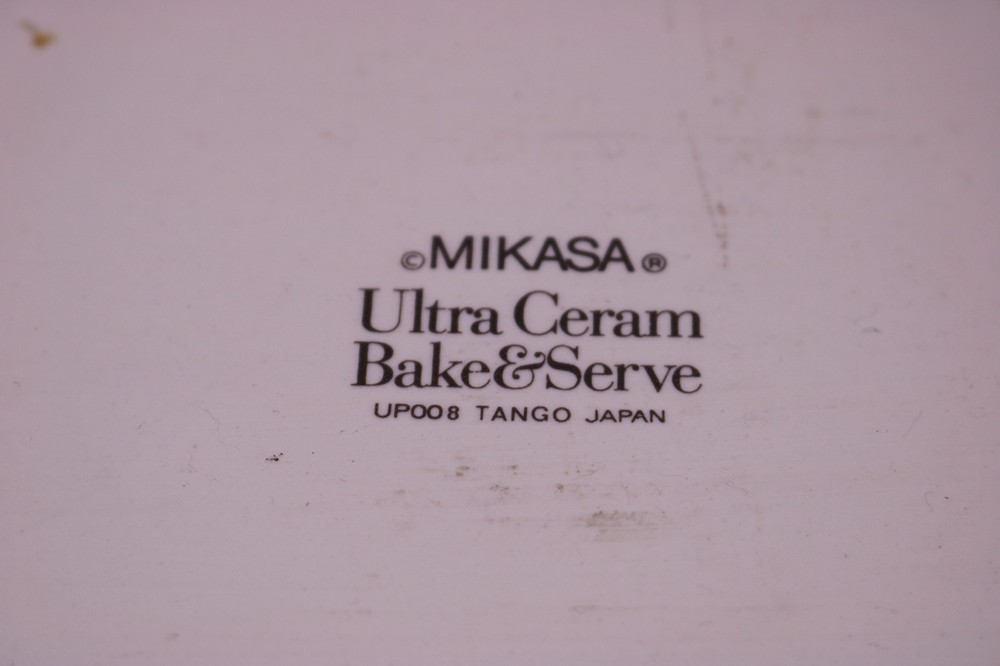 ©MIKASA®
Ultra Ceram
Bake&Serve
UP008 TANGO JAPAN